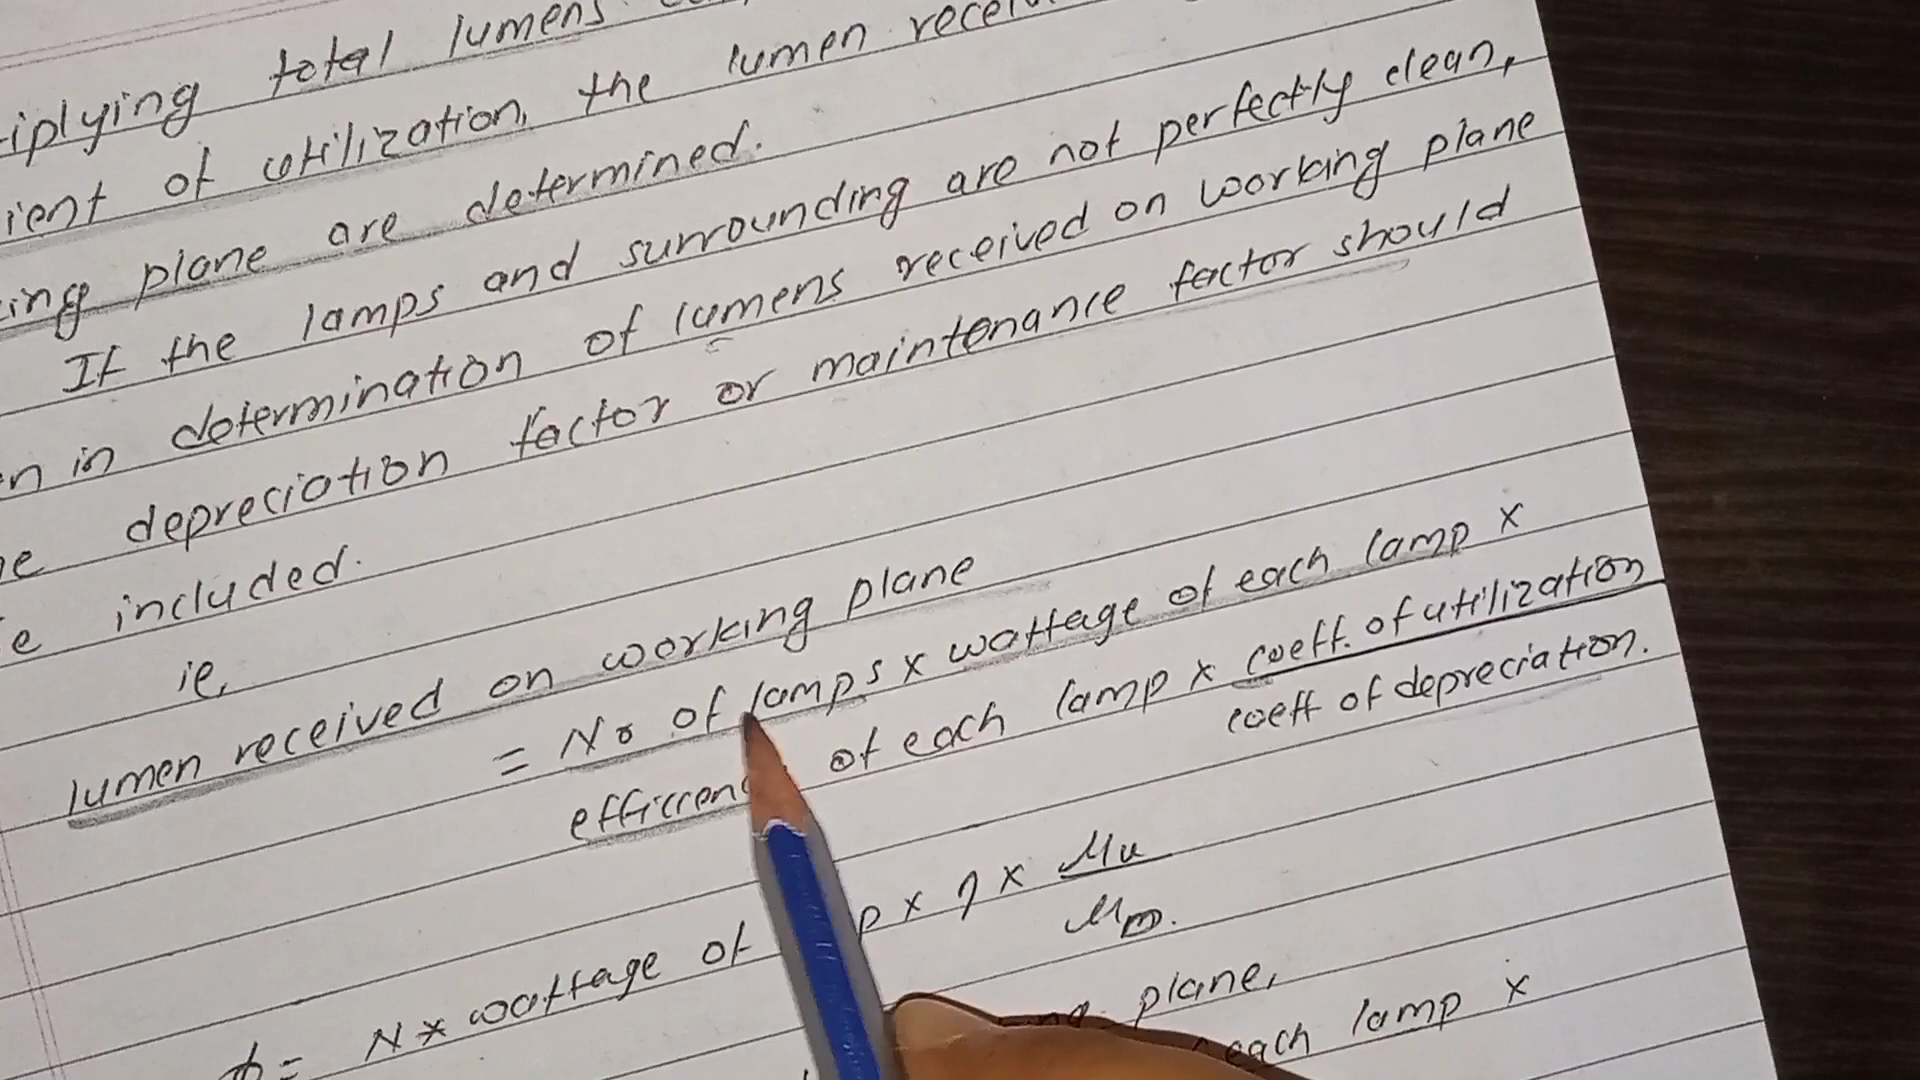 iplying total lumens
ient of utilization, the lumen receiv
ing plane are determined.
If the lamps and surrounding are not perfectly clean,
n in determination of lumens received on working plane
e depreciation factor or maintenance factor should
e included.
ie,
lumen received on working plane
= No of lamps x wattage of each lamp x
efficienc of each lamp x coeff. of utilization
coeff of depreciation.
ϕ = N x wattage of p x η x Mu
MD.
ing plane,
each lamp x